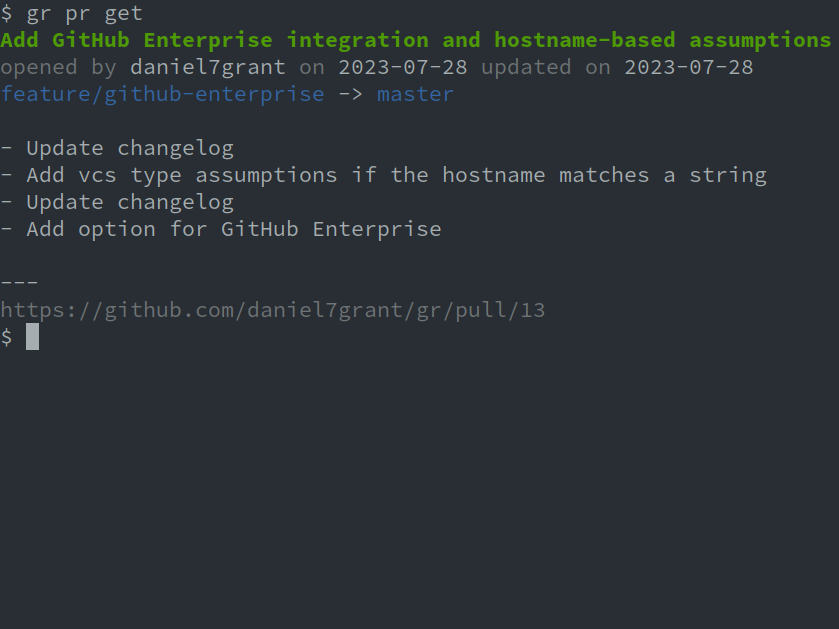 $ gr pr get
Add GitHub Enterprise integration and hostname-based assumptions
opened by daniel7grant on 2023-07-28 updated on 2023-07-28
feature/github-enterprise -> master
- Update changelog
- Add vcs type assumptions if the hostname matches a string
- Update changelog
- Add option for GitHub Enterprise
---
https://github.com/daniel7grant/gr/pull/13
$